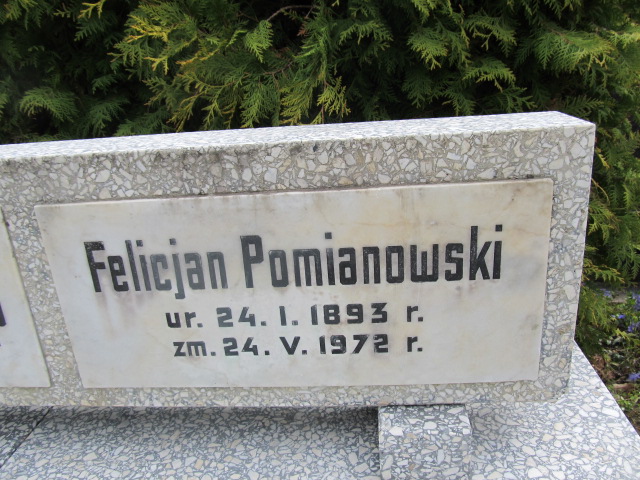 Felicjan Pomianowski
ur. 24. I. 1893 r.
zm. 24. V. 1972 r.